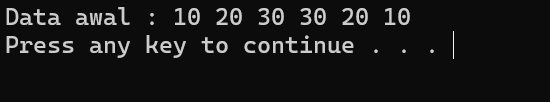 Data awal : 10 20 30 30 20 10
Press any key to continue . . .